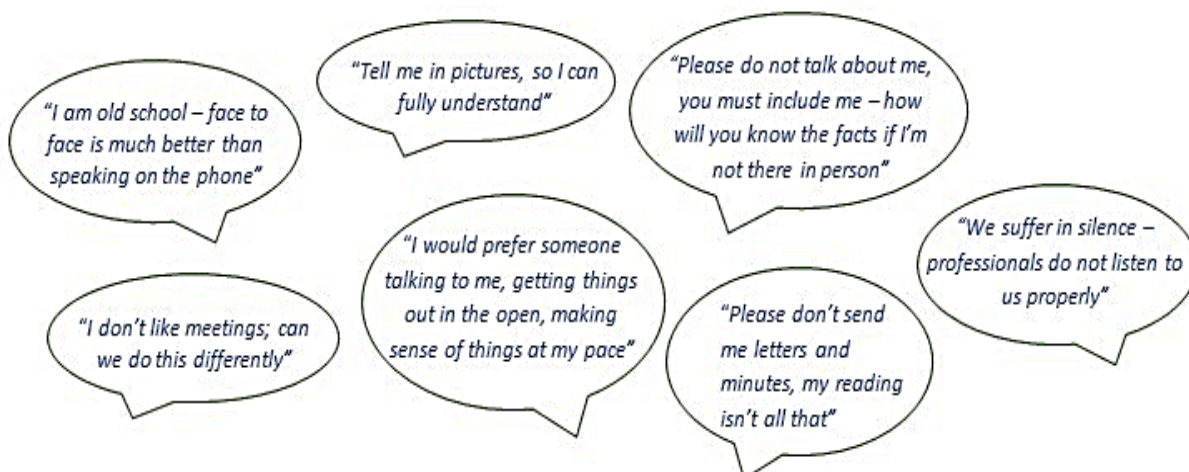 “I am old school – face to
face is much better than
speaking on the phone”
“Tell me in pictures, so I can
fully understand”
“Please do not talk about me,
you must include me – how
will you know the facts if I’m
not there in person”
“We suffer in silence –
professionals do not listen to
us properly”
“I don’t like meetings; can
we do this differently”
“I would prefer someone
talking to me, getting things
out in the open, making
sense of things at my pace”
“Please don’t send
me letters and
minutes, my reading
isn’t all that”